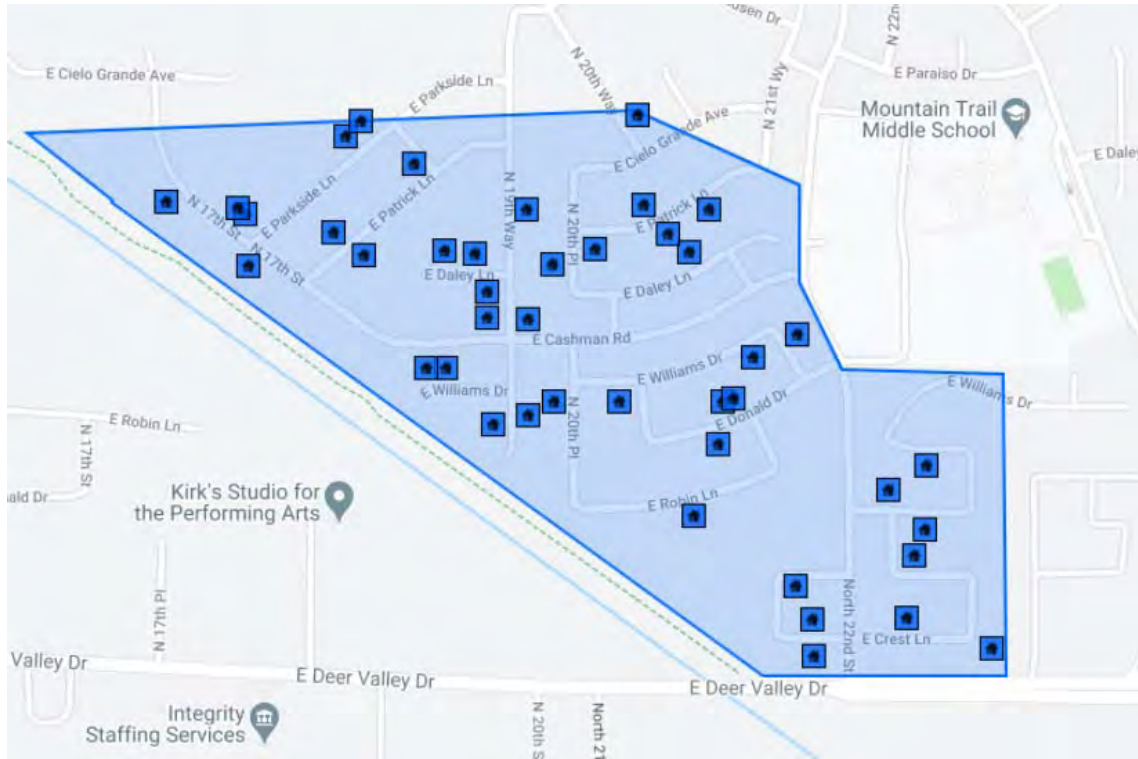 usen Dr
N 22n
E Cielo Grande Ave
E Parkside Ln
N 20th Way
N 21st Wy
E Paraiso Dr
Mountain Trail
Middle School
E Cielo Grande Ave
E Daley
E Parkside Ln
E Patrick Ln
N 19th Way
N 20th Pl
E Patrick Ln
N 17th St
N 17th St
E Daley Ln
E Daley Ln
E Cashman Rd
E Williams Dr
E Williams Dr
E Williams Dr
E Donald Dr
E Robin Ln
N 17th St
N 20th Pl
ald Dr
Kirk's Studio for
the Performing Arts
E Robin Ln
N 17th Pl
North 22nd St
E Crest Ln
Valley Dr
E Deer Valley Dr
E Deer Valley Dr
Integrity
Staffing Services
N 20th S
North 21